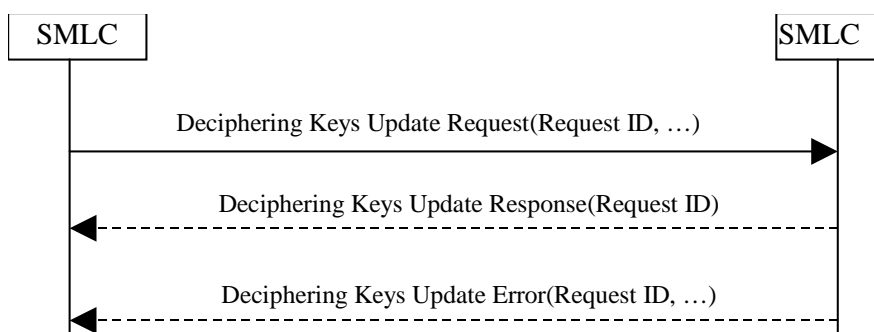 SMLC
SMLC
Deciphering Keys Update Request(Request ID, …)
Deciphering Keys Update Response(Request ID)
Deciphering Keys Update Error(Request ID, …)